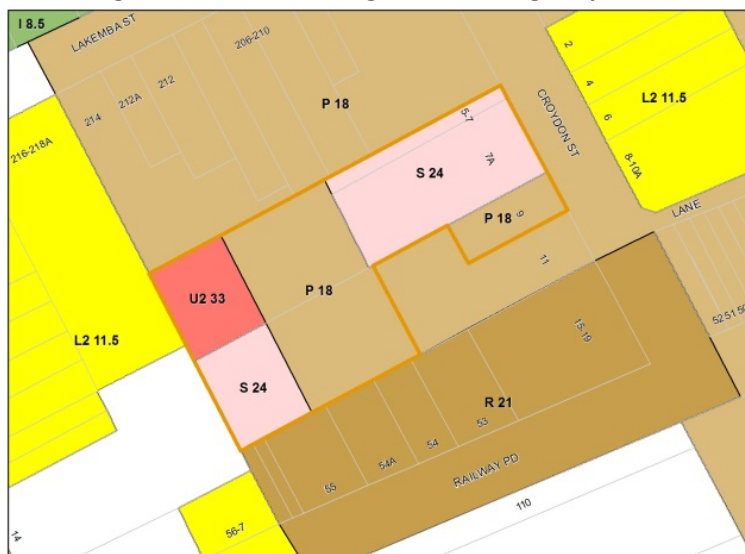 I 8.5
LAKEMBA ST
206-210
212
212A
214
P 18
2
4
6
8-10A
L2 11.5
CROYDON ST
5-7
7A
S 24
216-218A
P 18
9
LANE
11
U2 33
P 18
L2 11.5
15-19
52
51
50
S 24
R 21
53
54
54A
55
RAILWAY PD
110
56-7
14